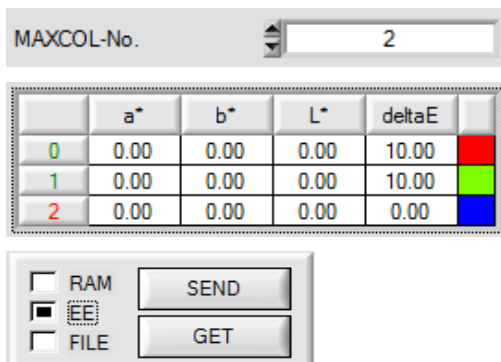 MAXCOL-No. 2
a* b* L* deltaE
0 0.00 0.00 0.00 10.00
1 0.00 0.00 0.00 10.00
2 0.00 0.00 0.00 0.00
RAM SEND
EE
FILE GET